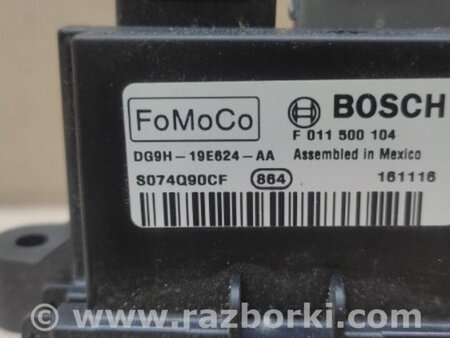 FoMoCo
BOSCH
F 011 500 104
DG9H-19E624-AA
Assembled in Mexico
S074Q90CF
864
161116
© www.razborki.com